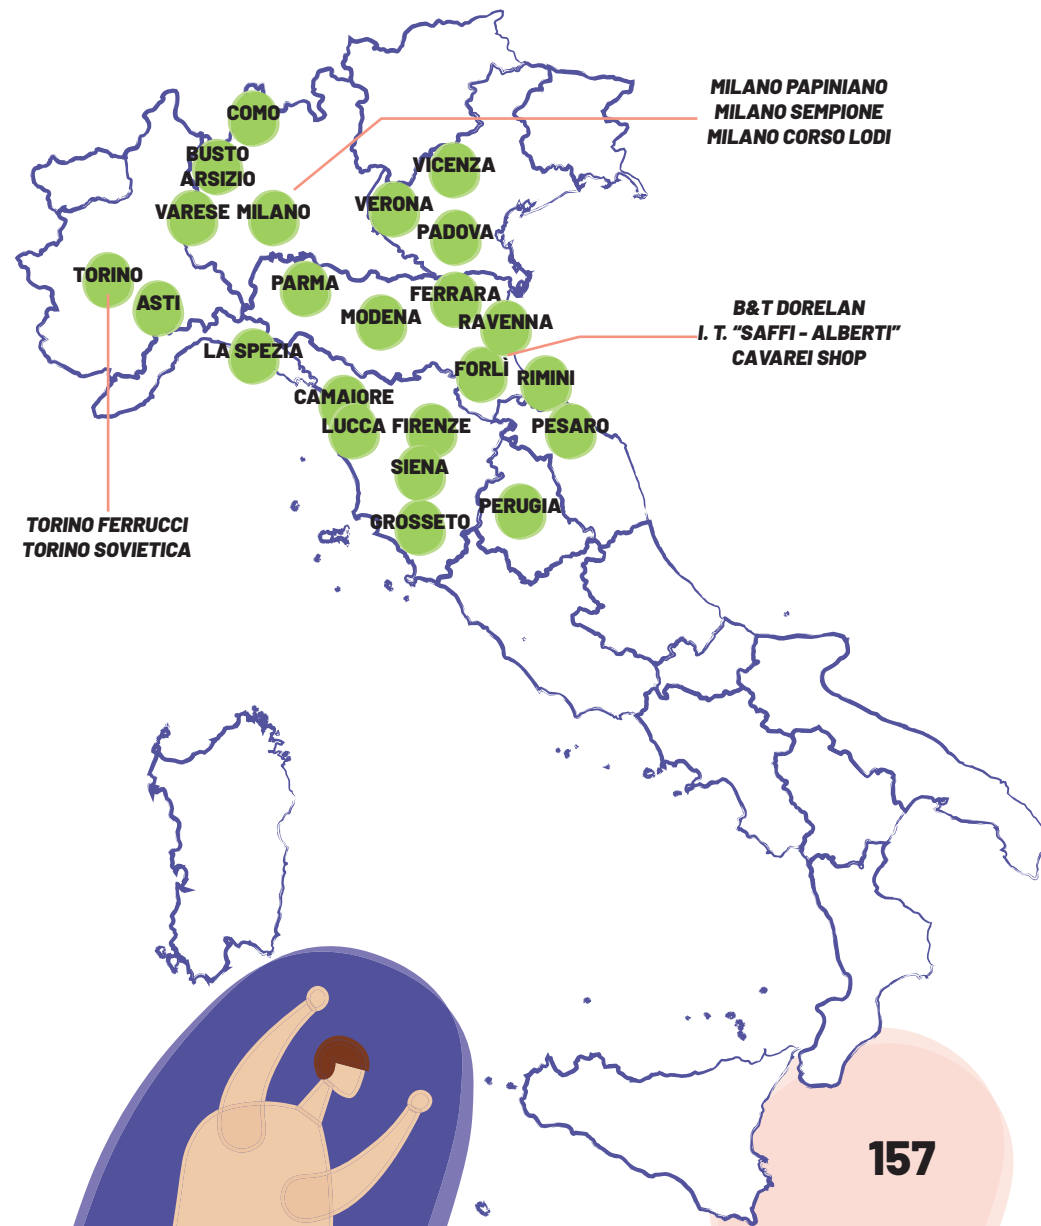 MILANO PAPINIANO
MILANO SEMPIONE
MILANO CORSO LODI
COMO
BUSTO
ARSIZIO
VICENZA
VARESE
MILANO
VERONA
PADOVA
TORINO
ASTI
PARMA
FERRARA
MODENA
RAVENNA
B&T DORELAN
I. T. “SAFFI - ALBERTI”
CAVAREI SHOP
LA SPEZIA
FORLÌ
RIMINI
CAMAIORE
LUCCA
FIRENZE
PESARO
SIENA
PERUGIA
GROSSETO
TORINO FERRUCCI
TORINO SOVIETICA
157